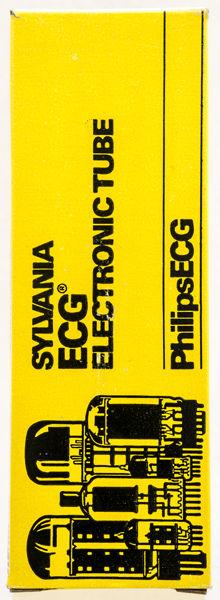 SYLVANIA
ECG®
ELECTRONIC TUBE
PhilipsECG